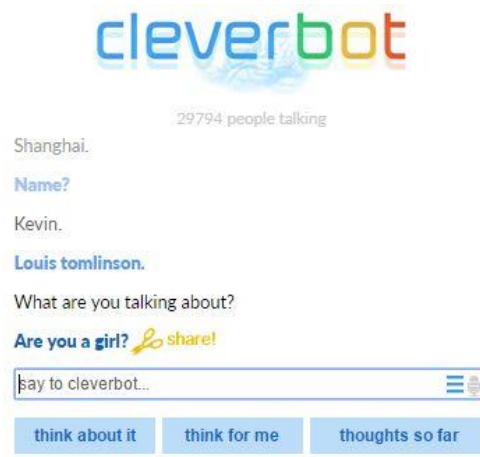 cleverbot
29794 people talking
Shanghai.
Name?
Kevin.
Louis tomlinson.
What are you talking about?
Are you a girl? share!
say to cleverbot...
think about it think for me thoughts so far